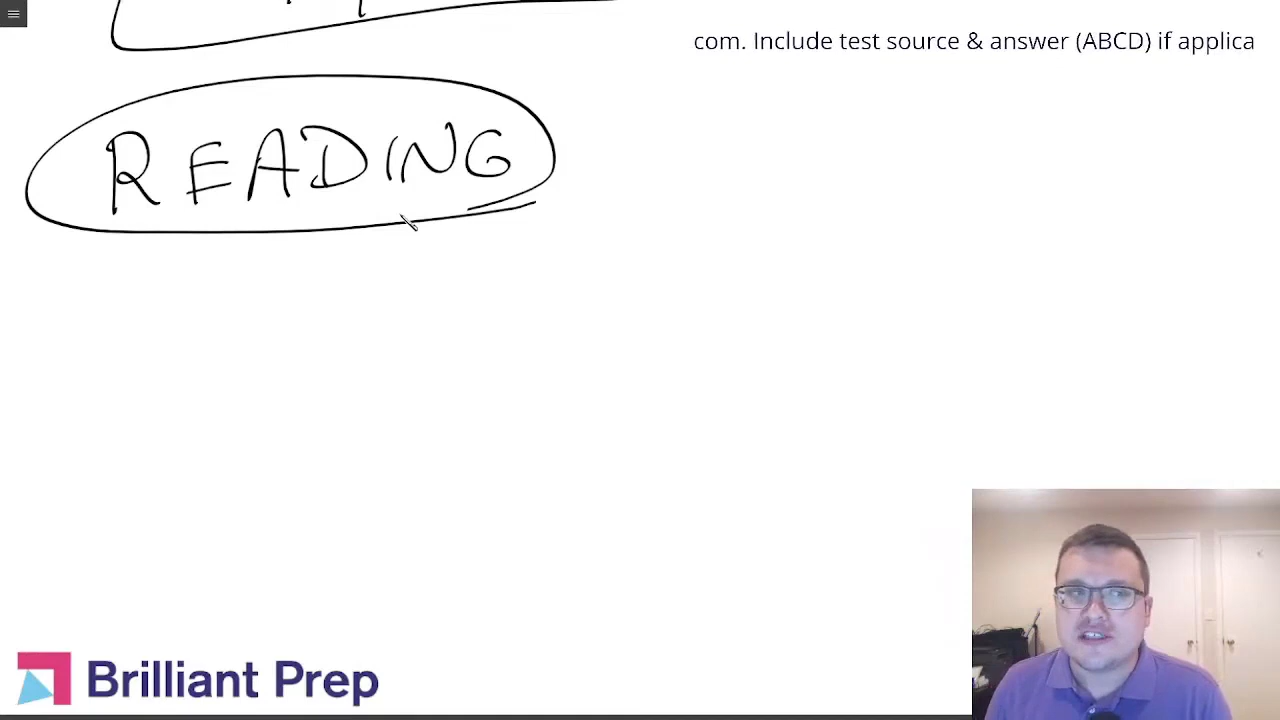 com. Include test source & answer (ABCD) if applica
READING
Brilliant Prep